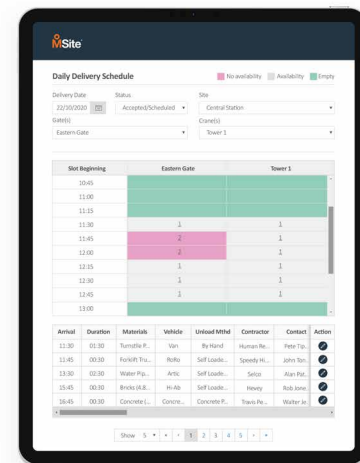 MSite
Daily Delivery Schedule
No availability Availability Empty
Delivery Date Status Site
22/10/2020 Accepted/Scheduled Central Station
Gate(s) Crane(s)
Eastern Gate Tower 1
Slot Beginning Eastern Gate Tower 1
10:45
11:00
11:15
11:30 1 1
11:45 2 1
12:00 2 1
12:15 1 1
12:30 1 1
12:45 1 1
13:00
Arrival Duration Materials Vehicle Unload Mthd Contractor Contact Action
11:30 01:30 Turnstile P... Van By Hand Human Re... Pete Tip...
11:45 00:30 Forklift Tru... RoRo Self Loade... Speedy Hi... John Tan...
13:30 02:30 Water Pip... Artic Self Loade... Selco Alan Pat...
15:45 00:30 Bricks (4.8... Hi-Ab Self Loade... Hevey Rob Jone...
16:45 00:30 Concrete (... Concre... Concrete P... Travis Pe... Walter Je...
Show 5 « ‹ 1 2 3 4 5 › »